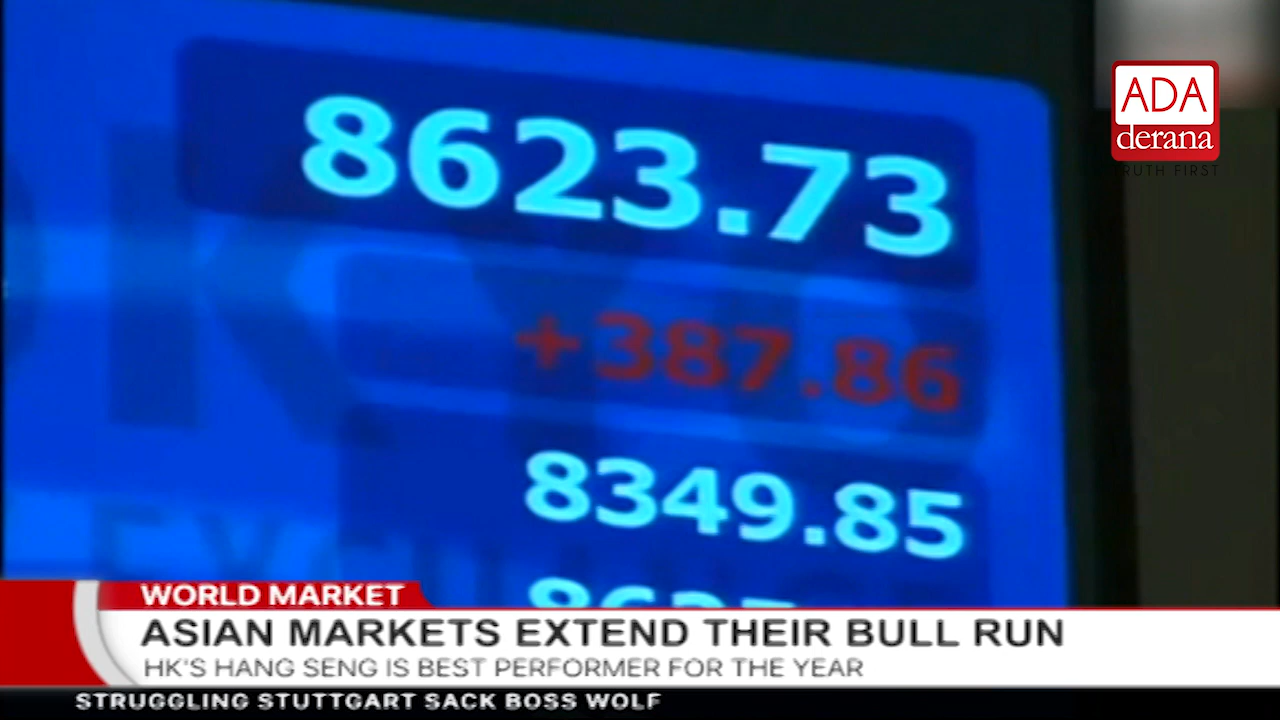 ADA
derana
TRUTH FIRST
8623.73
+387.86
8349.85
WORLD MARKET
ASIAN MARKETS EXTEND THEIR BULL RUN
HK'S HANG SENG IS BEST PERFORMER FOR THE YEAR
STRUGGLING STUTTGART SACK BOSS WOLF